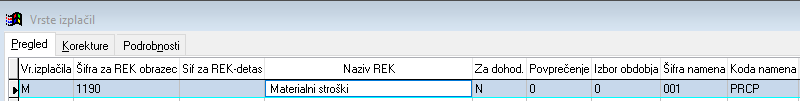 Vrste izplačil
Pregled Korekture Podrobnosti
Vr.izplačila Šifra za REK obrazec Sif za REK-detas Naziv REK Za dohod. Povprečenje Izbor obdobja Šifra namena Koda namena
M 1190 Materialni stroški N 0 0 001 PRCP